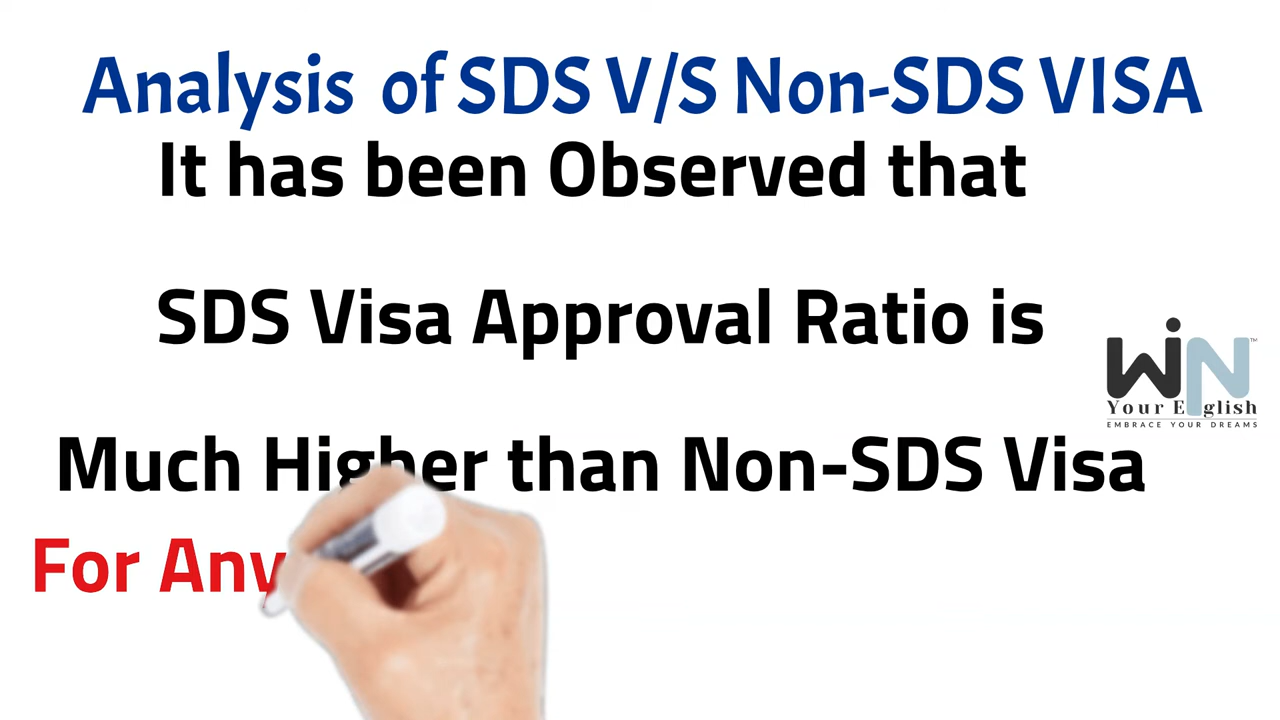 Analysis of SDS V/S Non-SDS VISA
It has been Observed that
SDS Visa Approval Ratio is
WiN
Your English
EMBRACE YOUR DREAMS
Much Higher than Non-SDS Visa
For Any